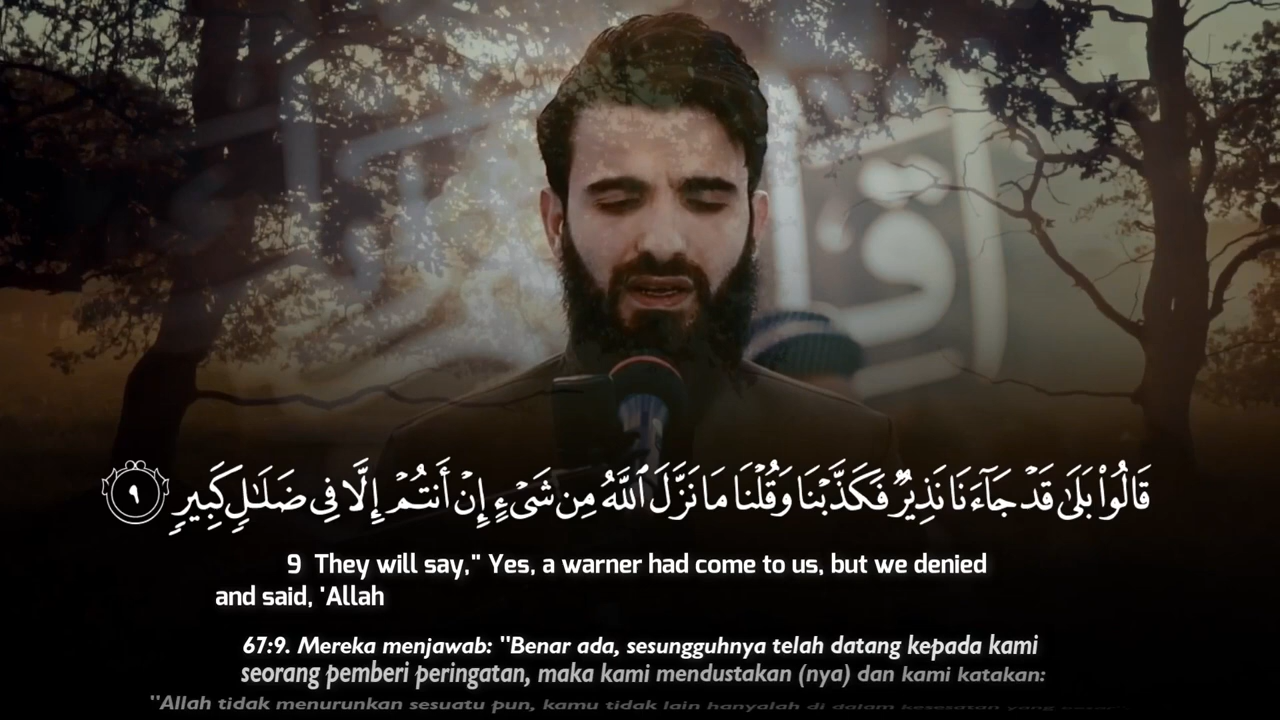 قَالُوا۟ بَلَىٰ قَدْ جَآءَنَا نَذِيرٌ فَكَذَّبْنَا وَقُلْنَا مَا نَزَّلَ ٱللَّهُ مِن شَىْءٍ إِنْ أَنتُمْ إِلَّا فِى ضَلَـٰلٍ كَبِيرٍ ٩
9 They will say," Yes, a warner had come to us, but we denied
and said, 'Allah
67:9. Mereka menjawab: "Benar ada, sesungguhnya telah datang kepada kami
seorang pemberi peringatan, maka kami mendustakan (nya) dan kami katakan:
"Allah tidak menurunkan sesuatu pun, kamu tidak lain hanyalah di dalam kesesatan yang